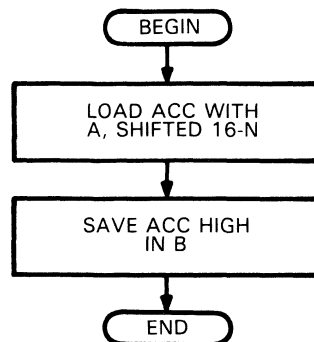 BEGIN
LOAD ACC WITH
A, SHIFTED 16-N
SAVE ACC HIGH
IN B
END